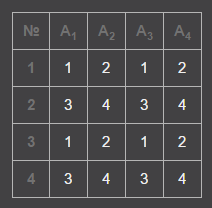 № A₁ A₂ A₃ A₄
1 1 2 1 2
2 3 4 3 4
3 1 2 1 2
4 3 4 3 4